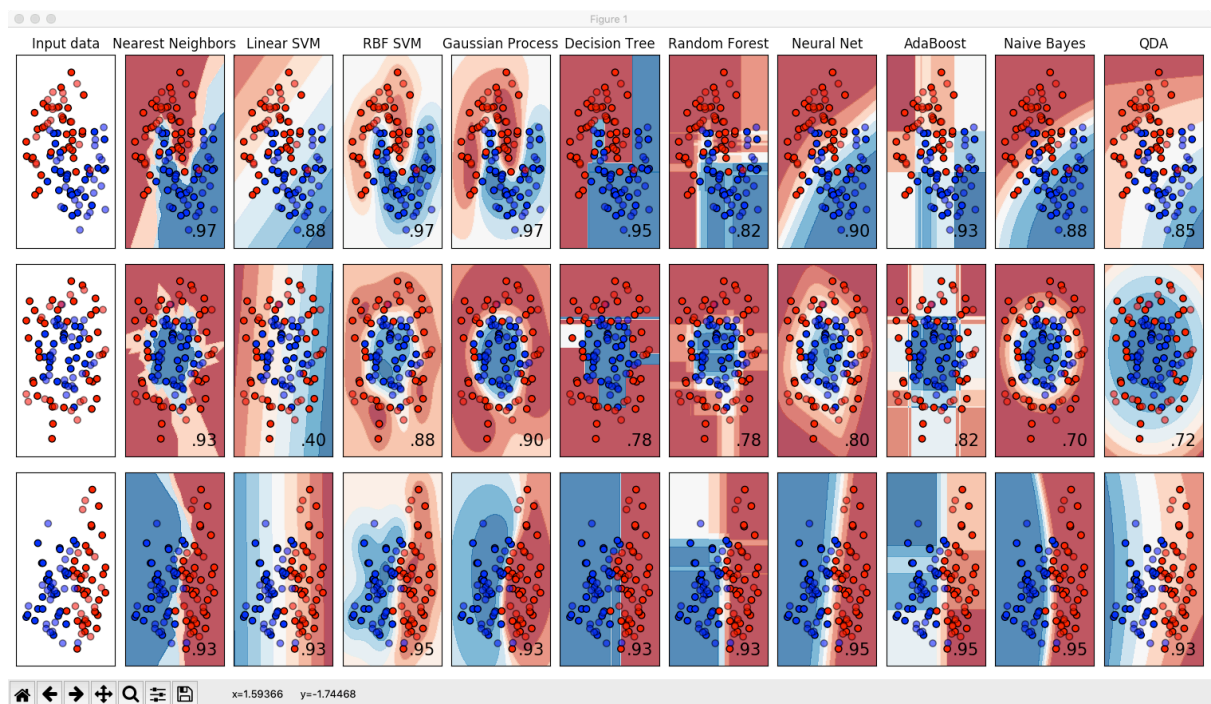 Figure 1
Input data Nearest Neighbors Linear SVM RBF SVM Gaussian Process Decision Tree Random Forest Neural Net AdaBoost Naive Bayes QDA
.97 .88 .97 .97 .95 .82 .90 .93 .88 .85
.93 .40 .88 .90 .78 .78 .80 .82 .70 .72
.93 .93 .95 .93 .93 .93 .95 .95 .95 .93
x=1.59366 y=-1.74468